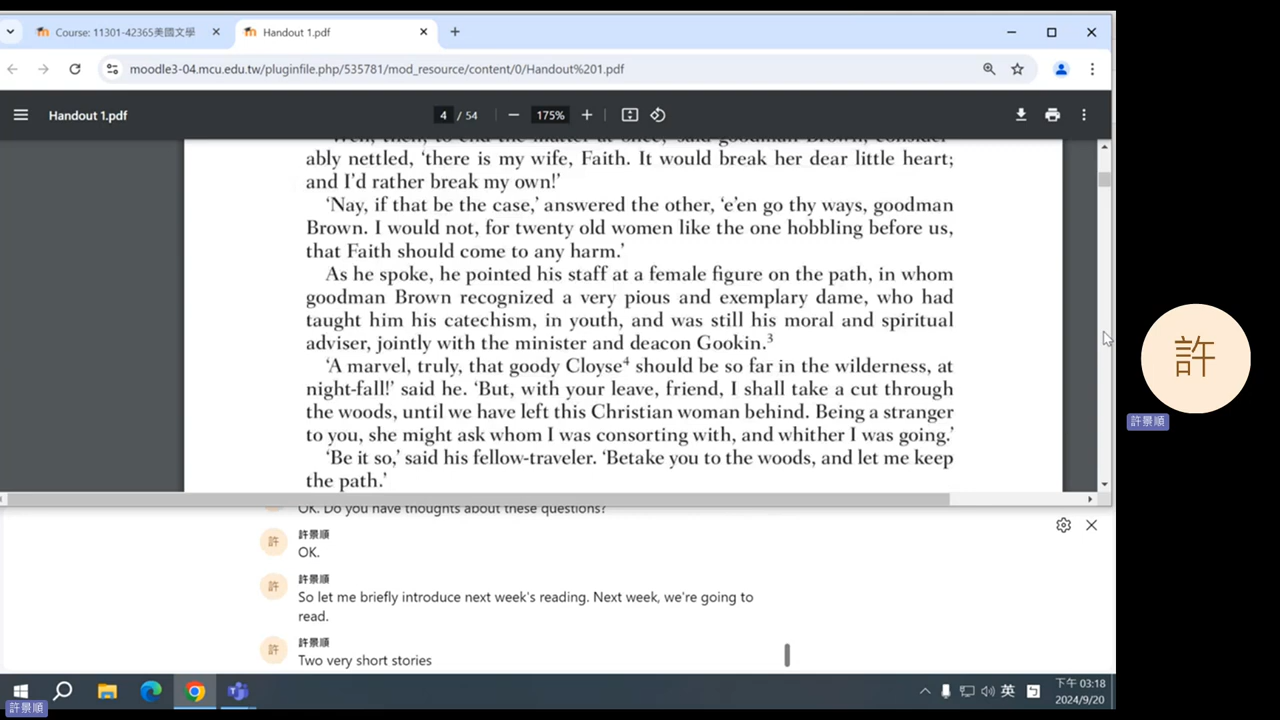 Course: 11301-42365美國文學
Handout 1.pdf
moodle3-04.mcu.edu.tw/pluginfile.php/535781/mod_resource/content/0/Handout%201.pdf
Handout 1.pdf
4 / 54
175%
'Well, then, to end the matter at once,' said goodman Brown, consider-
ably nettled, 'there is my wife, Faith. It would break her dear little heart;
and I'd rather break my own!'
'Nay, if that be the case,' answered the other, 'e'en go thy ways, goodman
Brown. I would not, for twenty old women like the one hobbling before us,
that Faith should come to any harm.'
As he spoke, he pointed his staff at a female figure on the path, in whom
goodman Brown recognized a very pious and exemplary dame, who had
taught him his catechism, in youth, and was still his moral and spiritual
adviser, jointly with the minister and deacon Gookin.³
'A marvel, truly, that goody Cloyse⁴ should be so far in the wilderness, at
night-fall!' said he. 'But, with your leave, friend, I shall take a cut through
the woods, until we have left this Christian woman behind. Being a stranger
to you, she might ask whom I was consorting with, and whither I was going.'
'Be it so,' said his fellow-traveler. 'Betake you to the woods, and let me keep
the path.'
OK. Do you have thoughts about these questions?
許
許景順
OK.
許
許景順
So let me briefly introduce next week's reading. Next week, we're going to
read.
許
許景順
Two very short stories
許
許景順
英
下午 03:18
2024/9/20
許景順